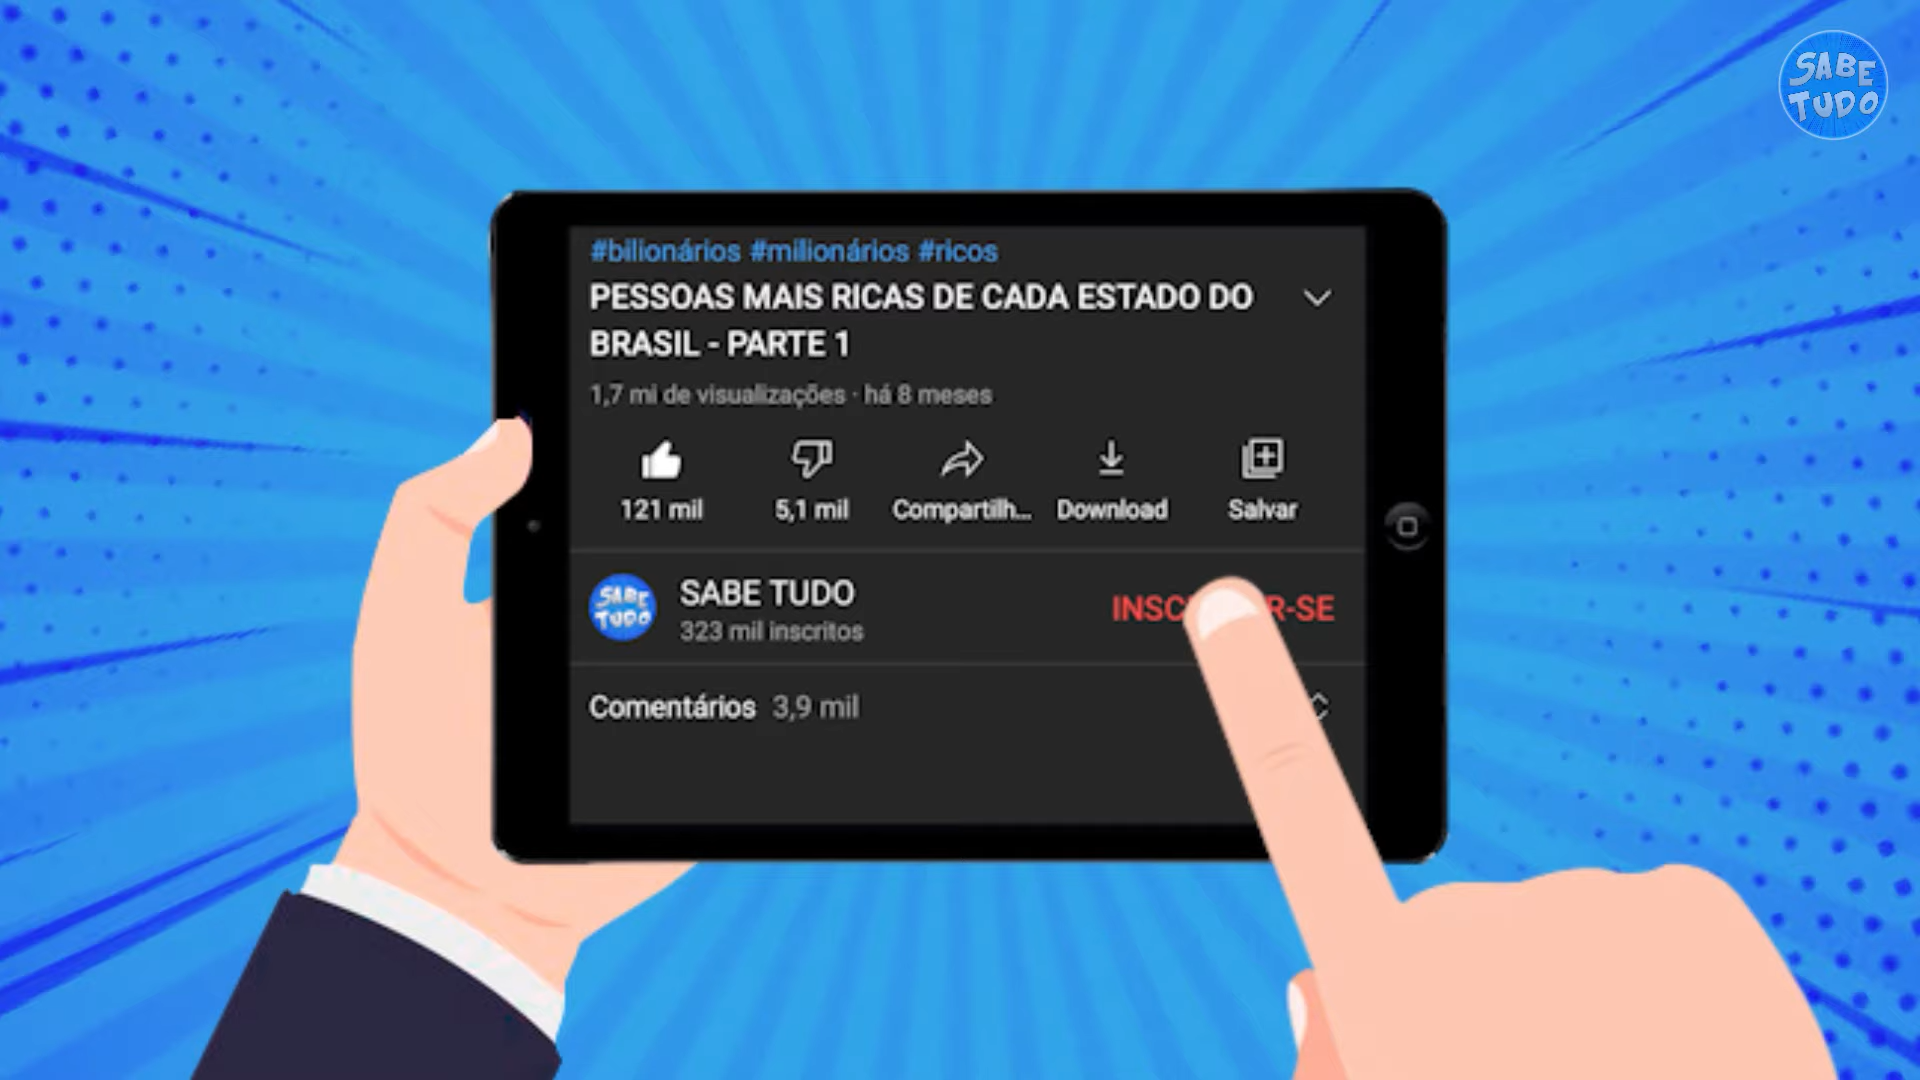 SABE
TUDO
#bilionários #milionários #ricos
PESSOAS MAIS RICAS DE CADA ESTADO DO
BRASIL - PARTE 1
1,7 mi de visualizações · há 8 meses
121 mil 5,1 mil Compartilh... Download Salvar
SABE
TUDO
SABE TUDO
323 mil inscritos
Comentários 3,9 mil